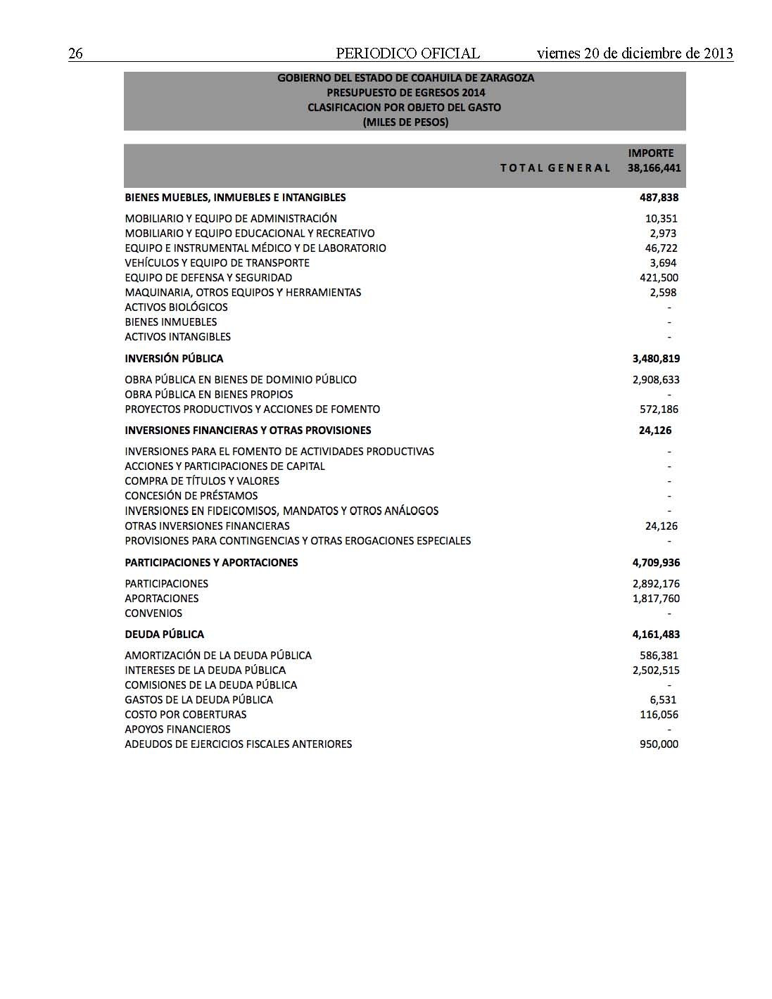 26 PERIODICO OFICIAL viernes 20 de diciembre de 2013
GOBIERNO DEL ESTADO DE COAHUILA DE ZARAGOZA
PRESUPUESTO DE EGRESOS 2014
CLASIFICACION POR OBJETO DEL GASTO
(MILES DE PESOS)
IMPORTE
T O T A L G E N E R A L 38,166,441
BIENES MUEBLES, INMUEBLES E INTANGIBLES 487,838
MOBILIARIO Y EQUIPO DE ADMINISTRACIÓN 10,351
MOBILIARIO Y EQUIPO EDUCACIONAL Y RECREATIVO 2,973
EQUIPO E INSTRUMENTAL MÉDICO Y DE LABORATORIO 46,722
VEHÍCULOS Y EQUIPO DE TRANSPORTE 3,694
EQUIPO DE DEFENSA Y SEGURIDAD 421,500
MAQUINARIA, OTROS EQUIPOS Y HERRAMIENTAS 2,598
ACTIVOS BIOLÓGICOS -
BIENES INMUEBLES -
ACTIVOS INTANGIBLES -
INVERSIÓN PÚBLICA 3,480,819
OBRA PÚBLICA EN BIENES DE DOMINIO PÚBLICO 2,908,633
OBRA PÚBLICA EN BIENES PROPIOS -
PROYECTOS PRODUCTIVOS Y ACCIONES DE FOMENTO 572,186
INVERSIONES FINANCIERAS Y OTRAS PROVISIONES 24,126
INVERSIONES PARA EL FOMENTO DE ACTIVIDADES PRODUCTIVAS -
ACCIONES Y PARTICIPACIONES DE CAPITAL -
COMPRA DE TÍTULOS Y VALORES -
CONCESIÓN DE PRÉSTAMOS -
INVERSIONES EN FIDEICOMISOS, MANDATOS Y OTROS ANÁLOGOS -
OTRAS INVERSIONES FINANCIERAS 24,126
PROVISIONES PARA CONTINGENCIAS Y OTRAS EROGACIONES ESPECIALES -
PARTICIPACIONES Y APORTACIONES 4,709,936
PARTICIPACIONES 2,892,176
APORTACIONES 1,817,760
CONVENIOS -
DEUDA PÚBLICA 4,161,483
AMORTIZACIÓN DE LA DEUDA PÚBLICA 586,381
INTERESES DE LA DEUDA PÚBLICA 2,502,515
COMISIONES DE LA DEUDA PÚBLICA -
GASTOS DE LA DEUDA PÚBLICA 6,531
COSTO POR COBERTURAS 116,056
APOYOS FINANCIEROS -
ADEUDOS DE EJERCICIOS FISCALES ANTERIORES 950,000